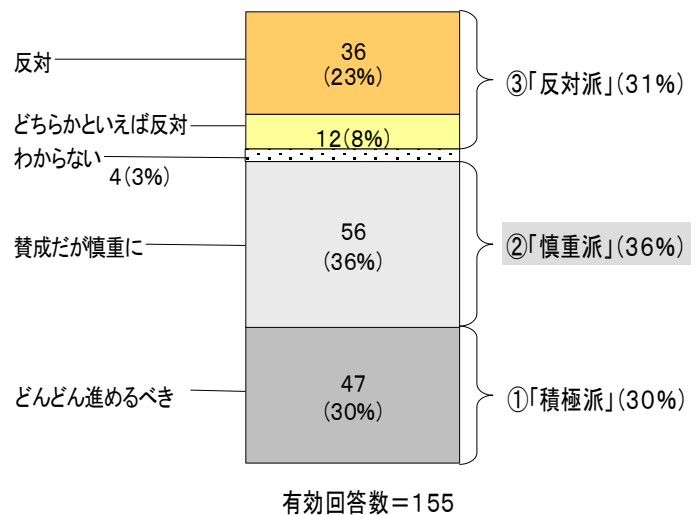 反対
36
(23%)
③「反対派」(31%)
どちらかといえば反対
12(8%)
わからない
4(3%)
賛成だが慎重に
56
(36%)
②「慎重派」(36%)
どんどん進めるべき
47
(30%)
①「積極派」(30%)
有効回答数=155